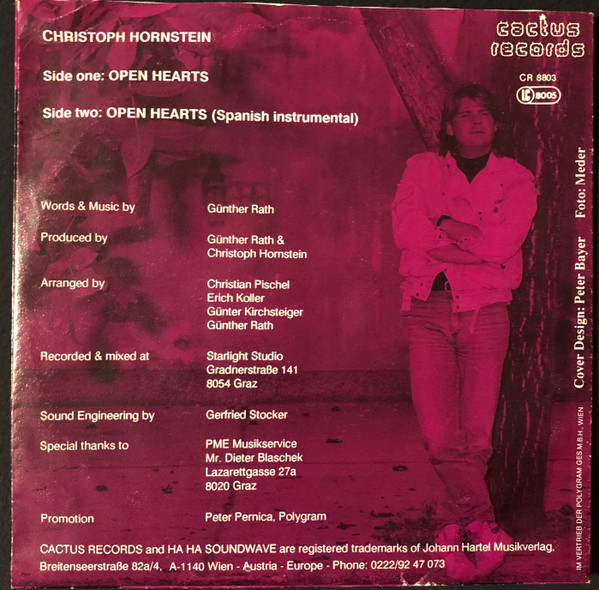 CHRISTOPH HORNSTEIN
Side one: OPEN HEARTS
Side two: OPEN HEARTS (Spanish instrumental)
cactus
records
CR 8803
LC 8005
Words & Music by Günther Rath
Produced by Günther Rath &
Christoph Hornstein
Arranged by Christian Pischel
Erich Koller
Günter Kirchsteiger
Günther Rath
Recorded & mixed at Starlight Studio
Gradnerstraße 141
8054 Graz
Sound Engineering by Gerfried Stocker
Special thanks to PME Musikservice
Mr. Dieter Blaschek
Lazarettgasse 27a
8020 Graz
Promotion Peter Pernica, Polygram
CACTUS RECORDS and HA HA SOUNDWAVE are registered trademarks of Johann Hartel Musikverlag,
Breitenseerstraße 82a/4, A-1140 Wien - Austria - Europe - Phone: 0222/92 47 073
Cover Design: Peter Bayer Foto: Meder
IM VERTRIEB DER POLYGRAM GES.M.B.H., WIEN